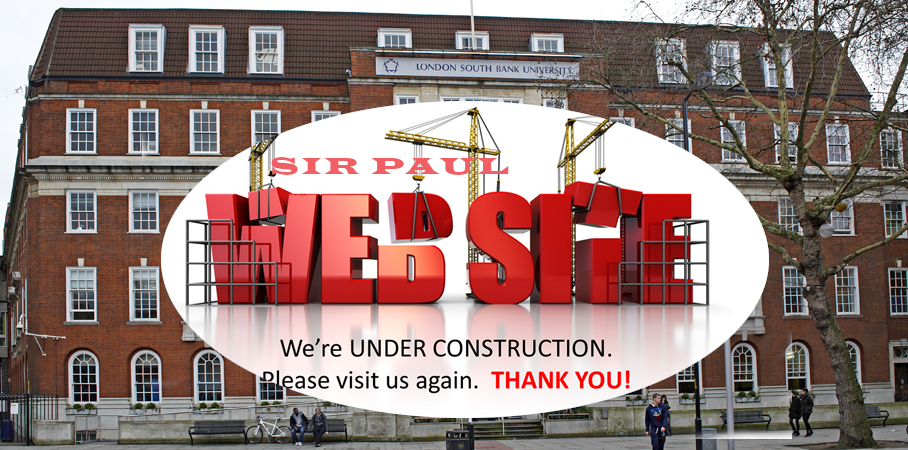 LONDON SOUTH BANK UNIVERSITY
SIR PAUL
WEB SITE
We're UNDER CONSTRUCTION.
Please visit us again. THANK YOU!